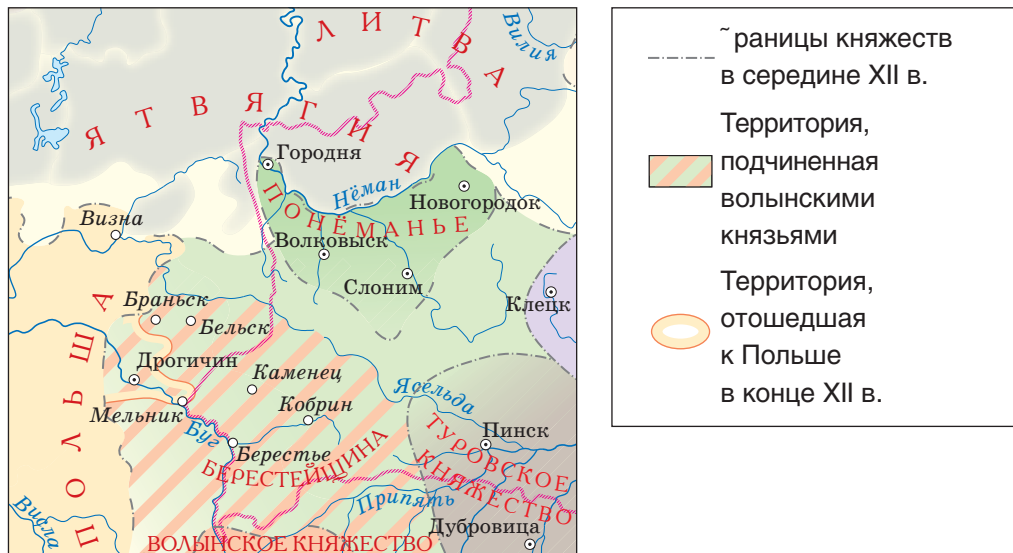 ЛИТВА
Вилия
ЯТВЯГИЯ
Городня
Нёман
Новогородок
ПОНЁМАНЬЕ
Визна
Волковыск
Слоним
Клецк
Браньск
Бельск
ПОЛЬША
Дрогичин
Каменец
Ясельда
Мельник
Кобрин
Буг
Пинск
Берестье
БЕРЕСТЕЙЩИНА
ТУРОВСКОЕ
КНЯЖЕСТВО
Припять
Висла
Дубровица
ВОЛЫНСКОЕ КНЯЖЕСТВО
˜раницы княжеств
в середине XII в.
Территория,
подчиненная
волынскими
князьями
Территория,
отошедшая
к Польше
в конце XII в.